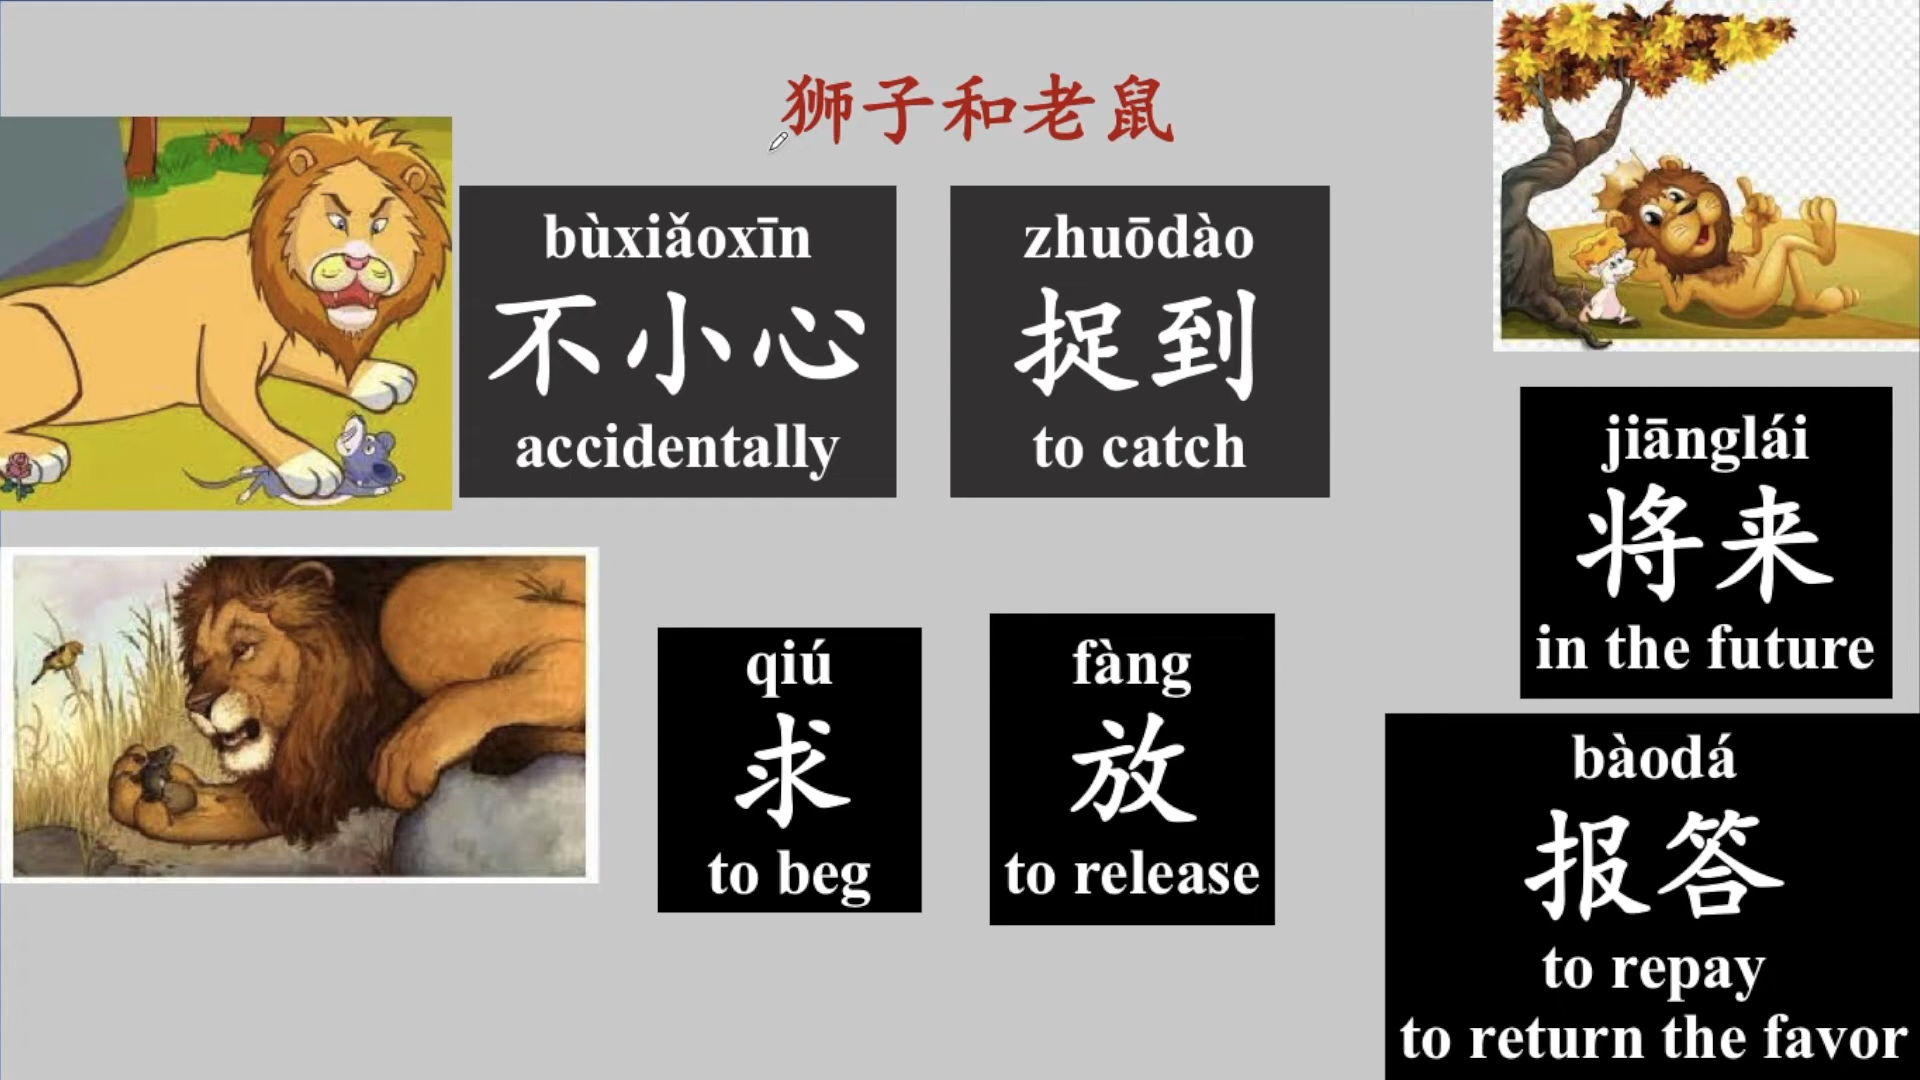 狮子和老鼠
bùxiǎoxīn
不小心
accidentally
zhuōdào
捉到
to catch
jiānglái
将来
in the future
qiú
求
to beg
fàng
放
to release
bàodá
报答
to repay
to return the favor